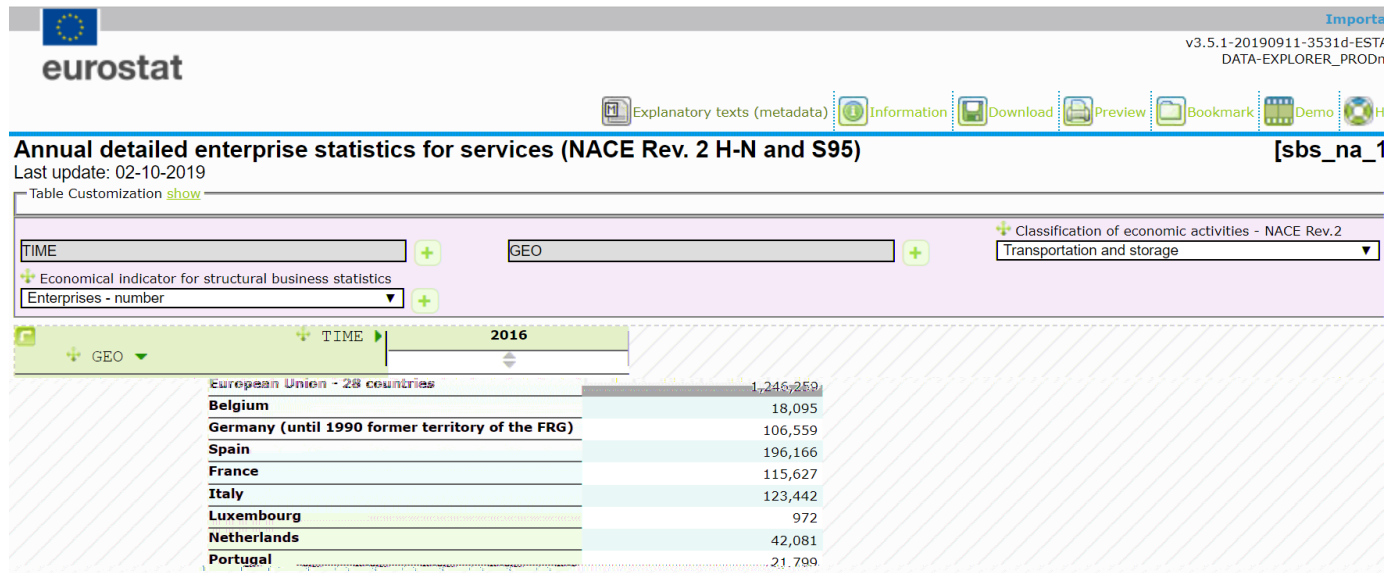 Importa
eurostat
v3.5.1-20190911-3531d-ESTA
DATA-EXPLORER_PRODm
Explanatory texts (metadata) Information Download Preview Bookmark Demo H
Annual detailed enterprise statistics for services (NACE Rev. 2 H-N and S95) [sbs_na_1
Last update: 02-10-2019
Table Customization show
Classification of economic activities - NACE Rev.2
TIME GEO Transportation and storage
Economical indicator for structural business statistics
Enterprises - number
TIME 2016
GEO
European Union - 28 countries 1,246,259
Belgium 18,095
Germany (until 1990 former territory of the FRG) 106,559
Spain 196,166
France 115,627
Italy 123,442
Luxembourg 972
Netherlands 42,081
Portugal 21,799